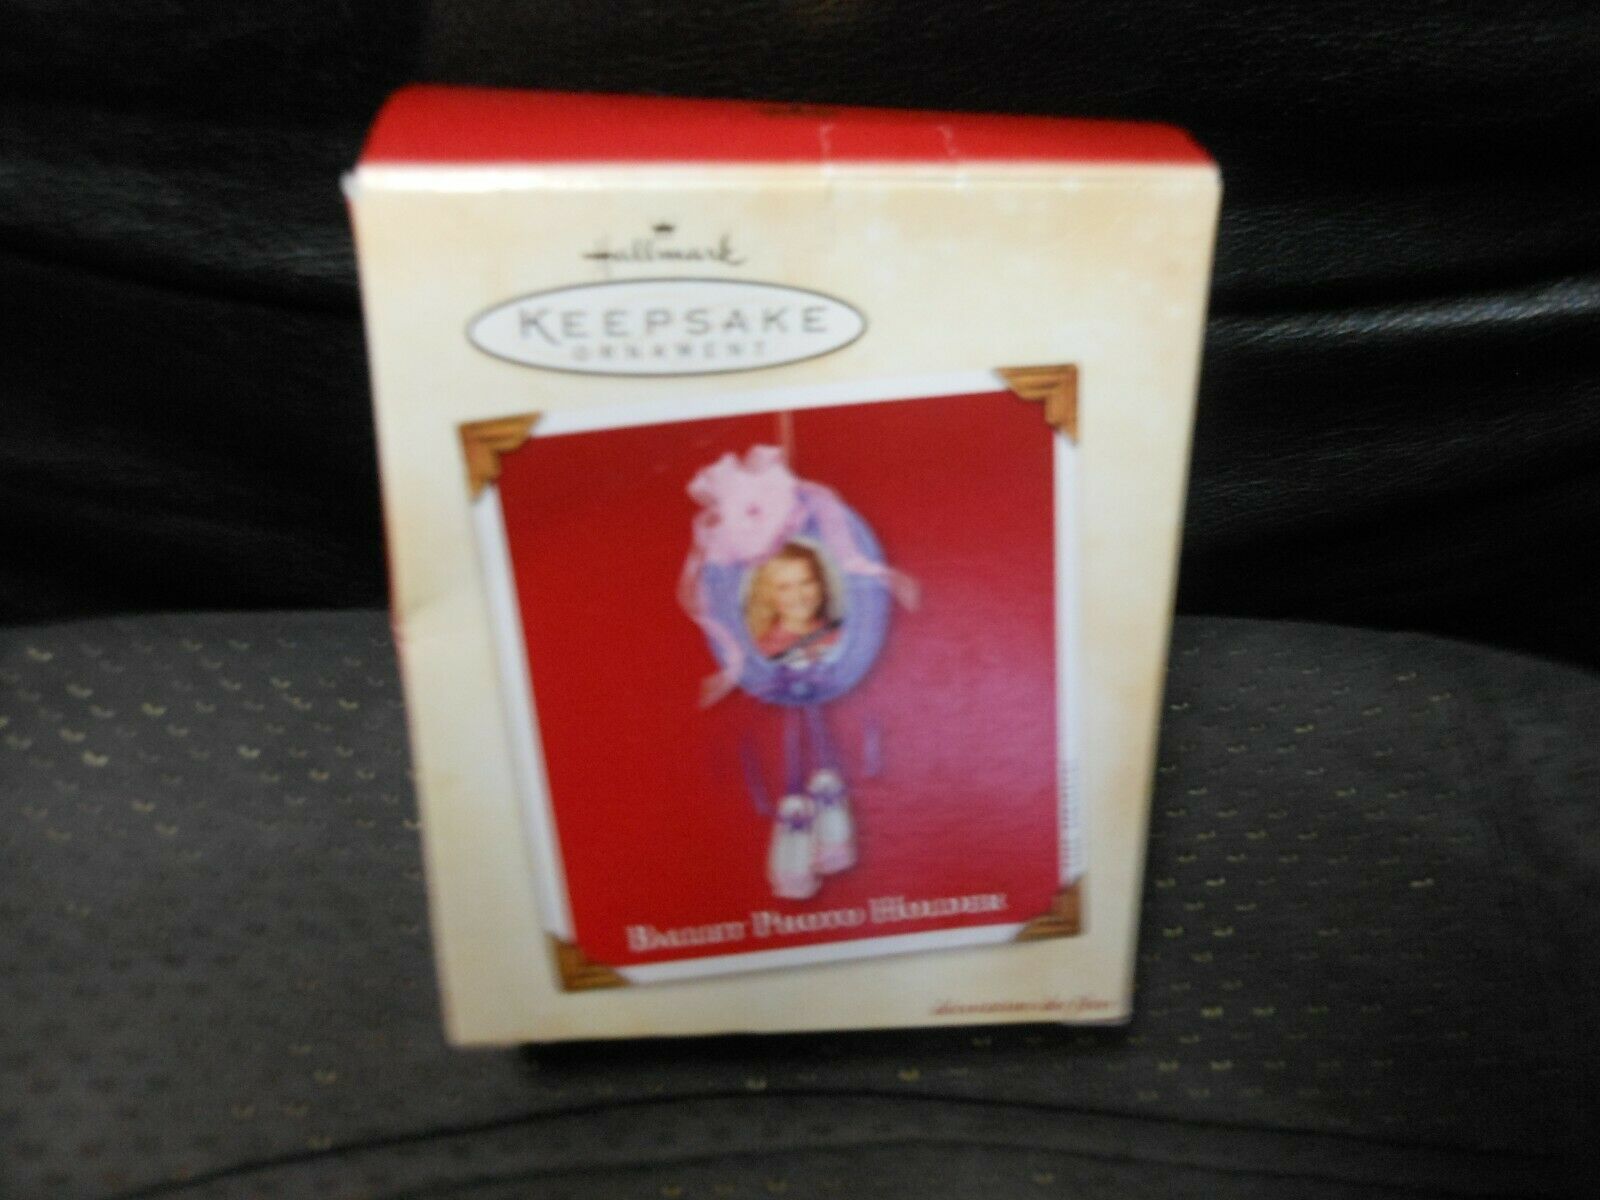 Hallmark
KEEPSAKE
ORNAMENT
BALLET PHOTO HOLDER